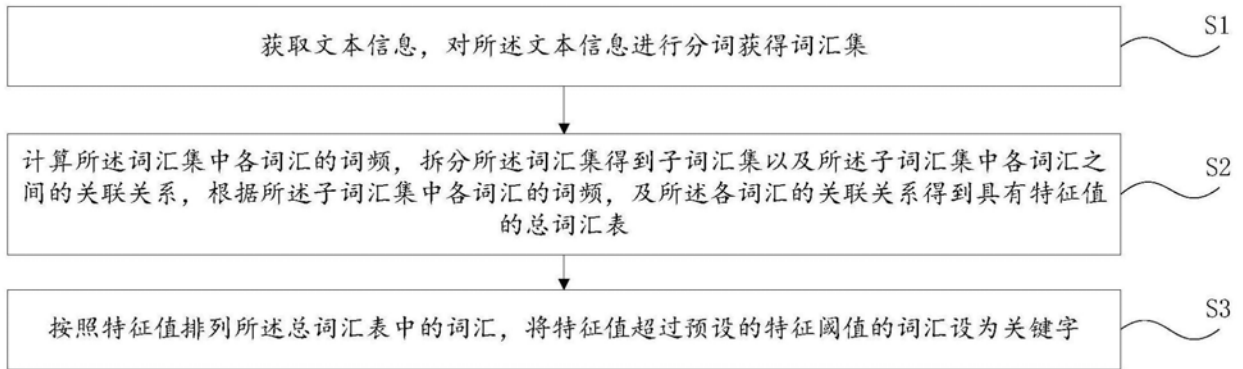 获取文本信息，对所述文本信息进行分词获得词汇集
S1
计算所述词汇集中各词汇的词频，拆分所述词汇集得到子词汇集以及所述子词汇集中各词汇之
间的关联关系，根据所述子词汇集中各词汇的词频，及所述各词汇的关联关系得到具有特征值
的总词汇表
S2
按照特征值排列所述总词汇表中的词汇，将特征值超过预设的特征阈值的词汇设为关键字
S3